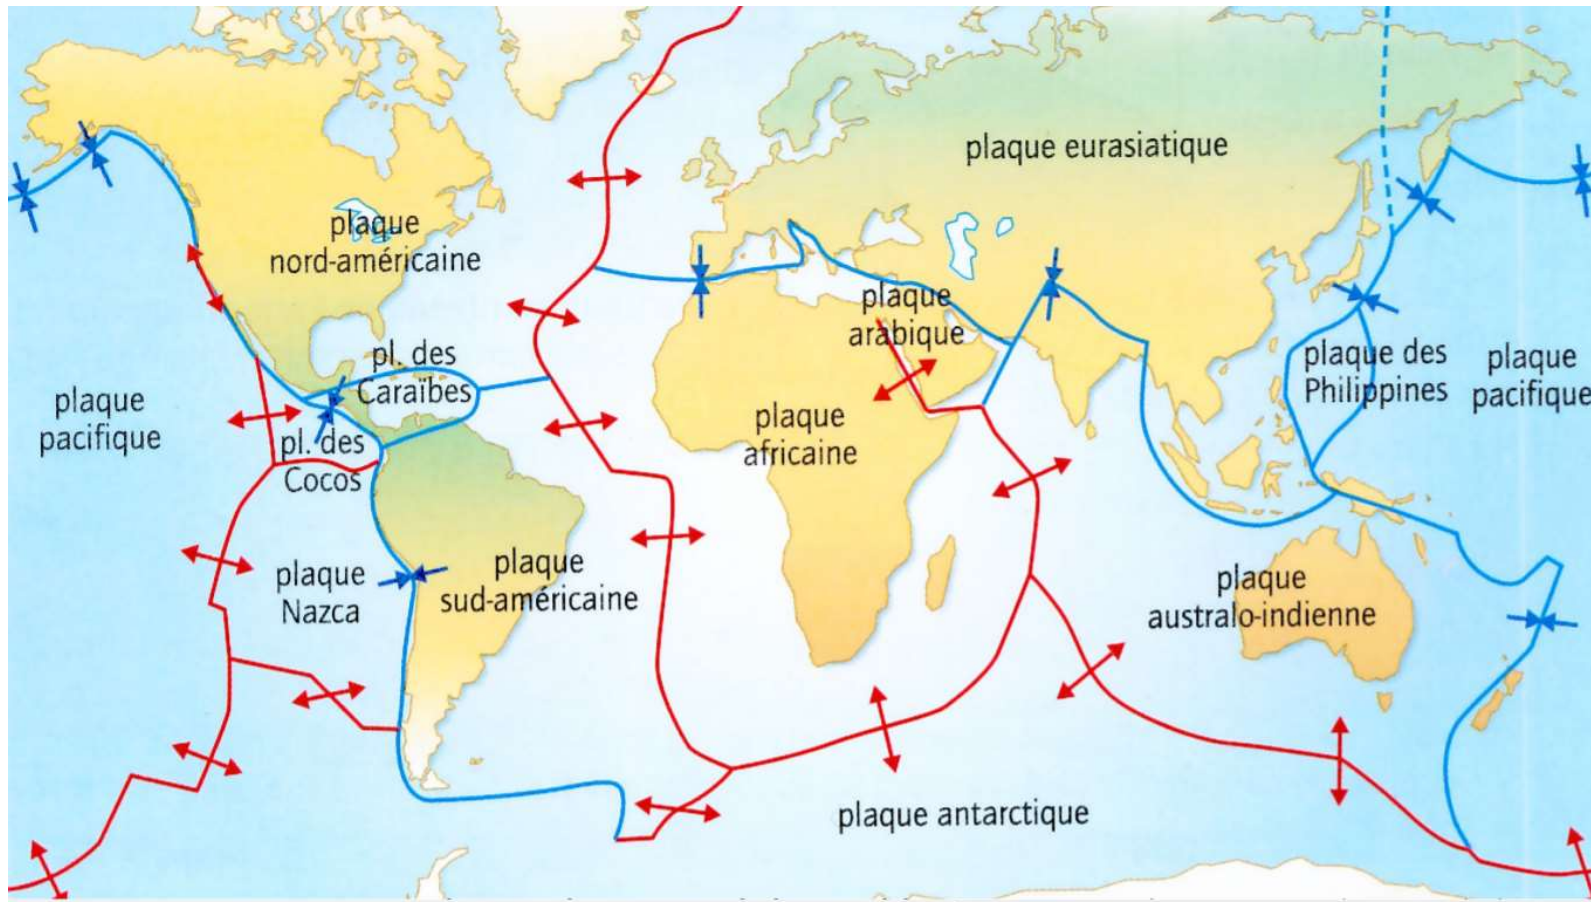 plaque eurasiatique
plaque
nord-américaine
plaque
arabique
pl. des
Caraïbes
plaque des
Philippines
plaque
pacifique
plaque
pacifique
plaque
africaine
pl. des
Cocos
plaque
Nazca
plaque
sud-américaine
plaque
australo-indienne
plaque antarctique